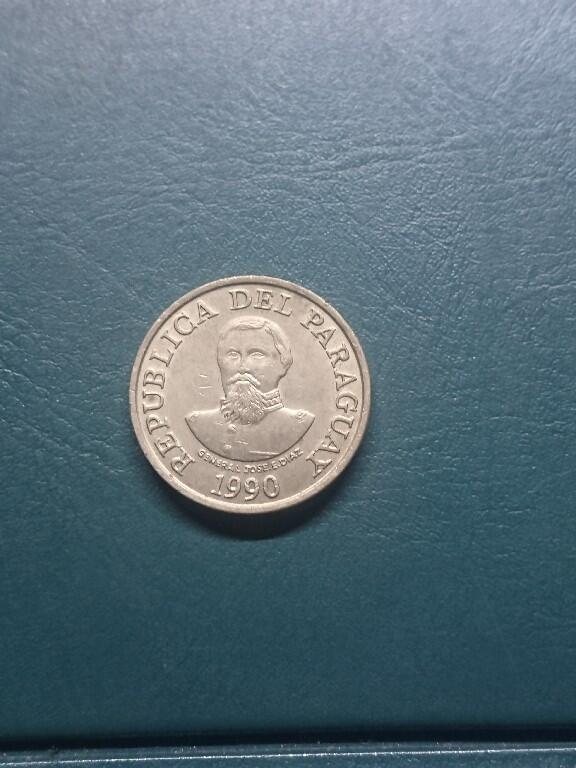 REPUBLICA DEL PARAGUAY
GENERAL JOSE E. DIAZ
1990